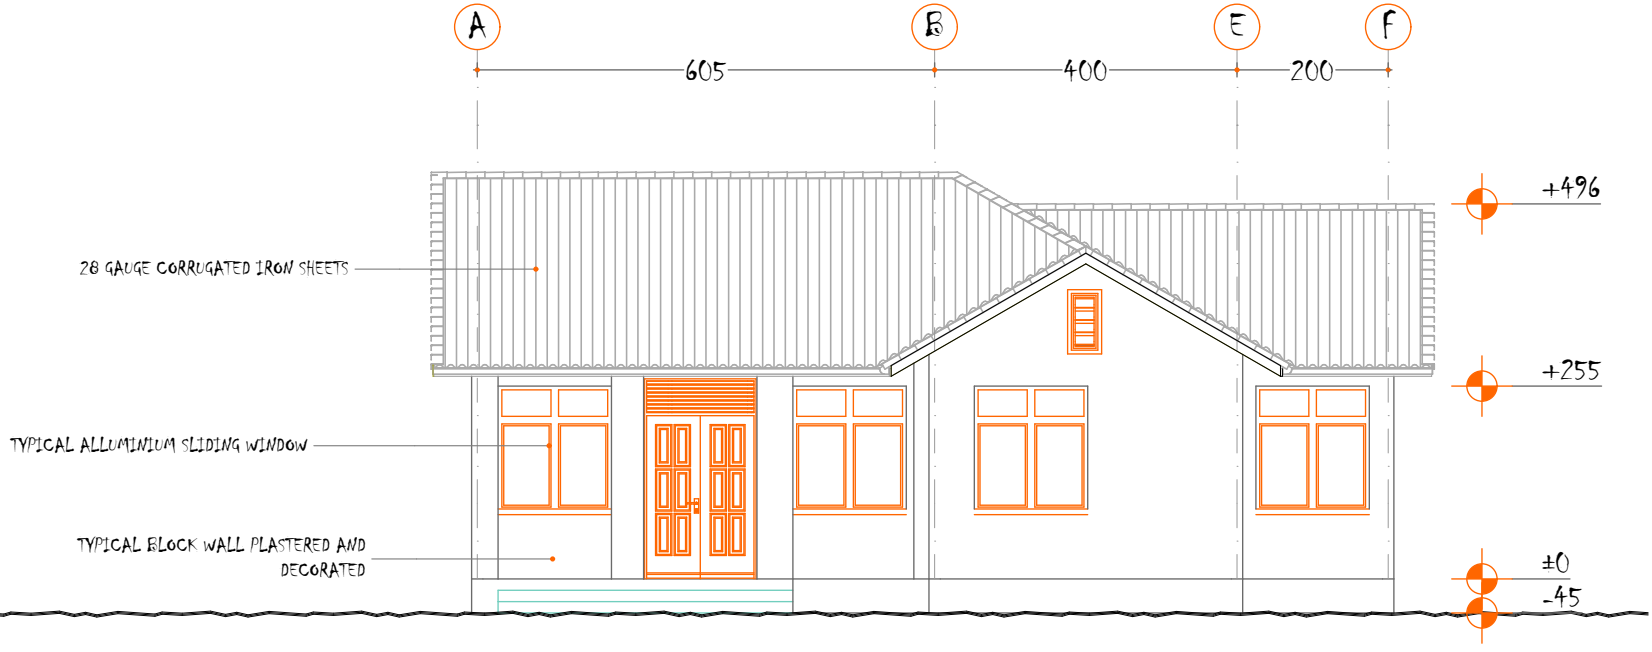 A B E F
605 400 200
+496
28 GAUGE CORRUGATED IRON SHEETS
+255
TYPICAL ALLUMINIUM SLIDING WINDOW
TYPICAL BLOCK WALL PLASTERED AND
DECORATED
±0
-45